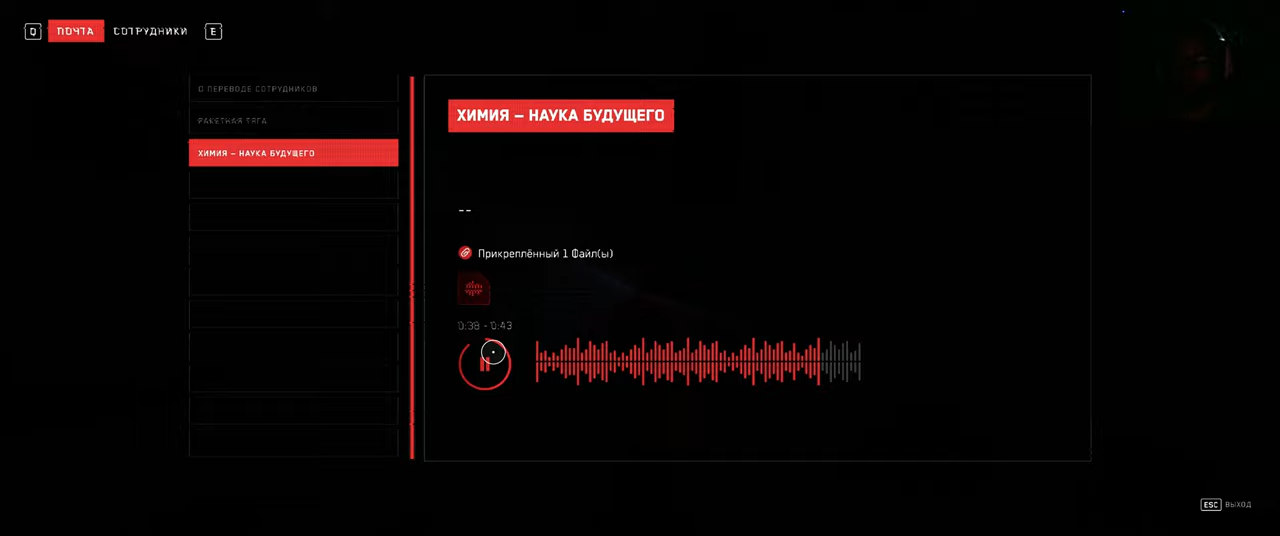 Q ПОЧТА СОТРУДНИКИ E
О ПЕРЕВОДЕ СОТРУДНИКОВ
РАКЕТНАЯ ТЯГА
ХИМИЯ – НАУКА БУДУЩЕГО
ХИМИЯ – НАУКА БУДУЩЕГО
--
Прикреплённый 1 Файл(ы)
0:38 - 0:43
ESC ВЫХОД